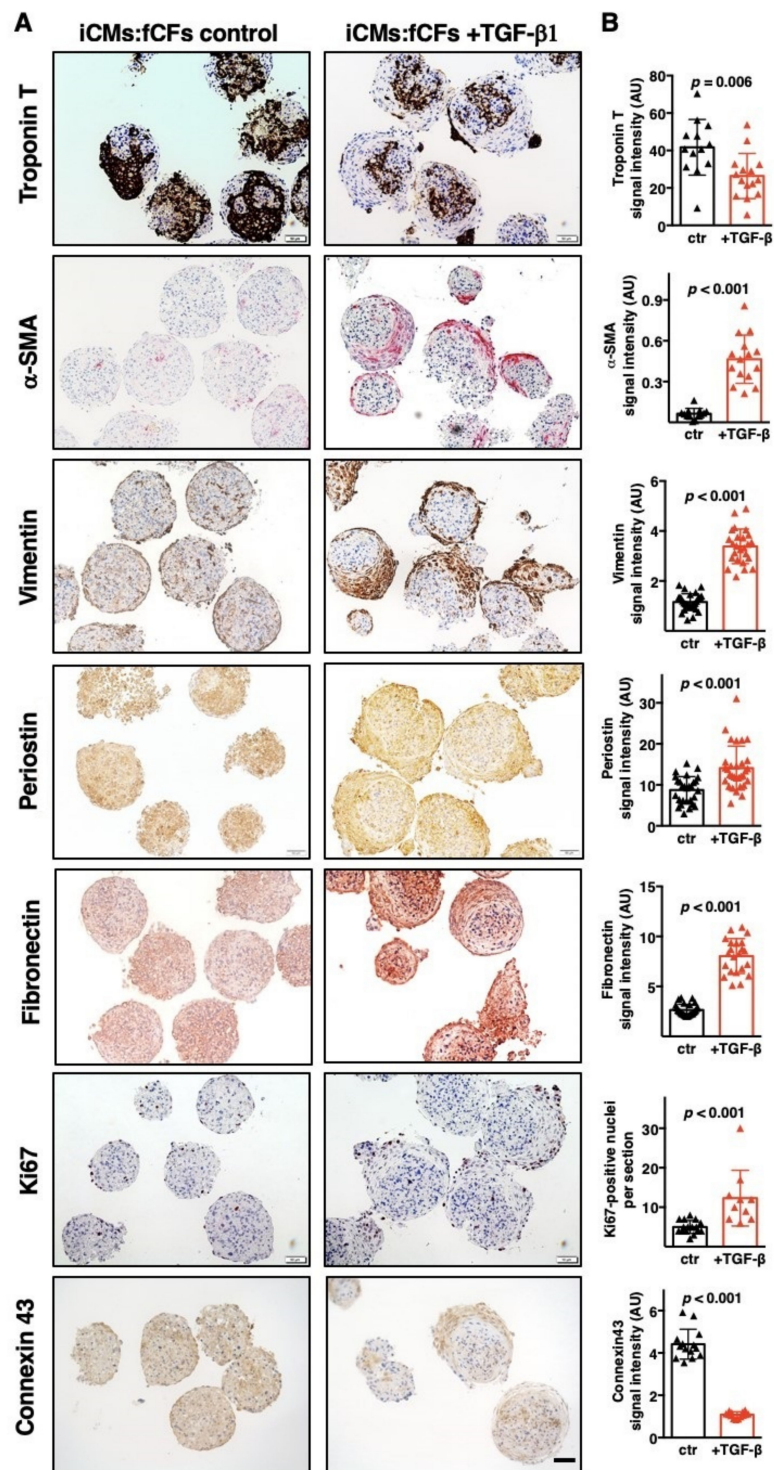 A
iCMs:fCFs control
iCMs:fCFs +TGF-β1
B
Troponin T
Troponin T
signal intensity (AU)
80
60
40
20
0
p = 0.006
ctr
+TGF-β
α-SMA
α-SMA
signal intensity (AU)
0.9
0.6
0.3
p < 0.001
ctr
+TGF-β
Vimentin
Vimentin
signal intensity (AU)
6
4
2
p < 0.001
ctr
+TGF-β
Periostin
Periostin
signal intensity (AU)
30
20
10
0
p < 0.001
ctr
+TGF-β
Fibronectin
Fibronectin
signal intensity (AU)
15
10
5
p < 0.001
ctr
+TGF-β
Ki67
Ki67-positive nuclei
per section
30
20
10
p < 0.001
ctr
+TGF-β
Connexin 43
Connexin43
signal intensity (AU)
6
4
2
0
p < 0.001
ctr
+TGF-β